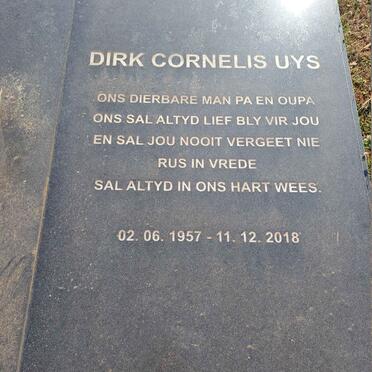 DIRK CORNELIS UYS
ONS DIERBARE MAN PA EN OUPA
ONS SAL ALTYD LIEF BLY VIR JOU
EN SAL JOU NOOIT VERGEET NIE
RUS IN VREDE
SAL ALTYD IN ONS HART WEES.
02. 06. 1957 - 11. 12. 2018